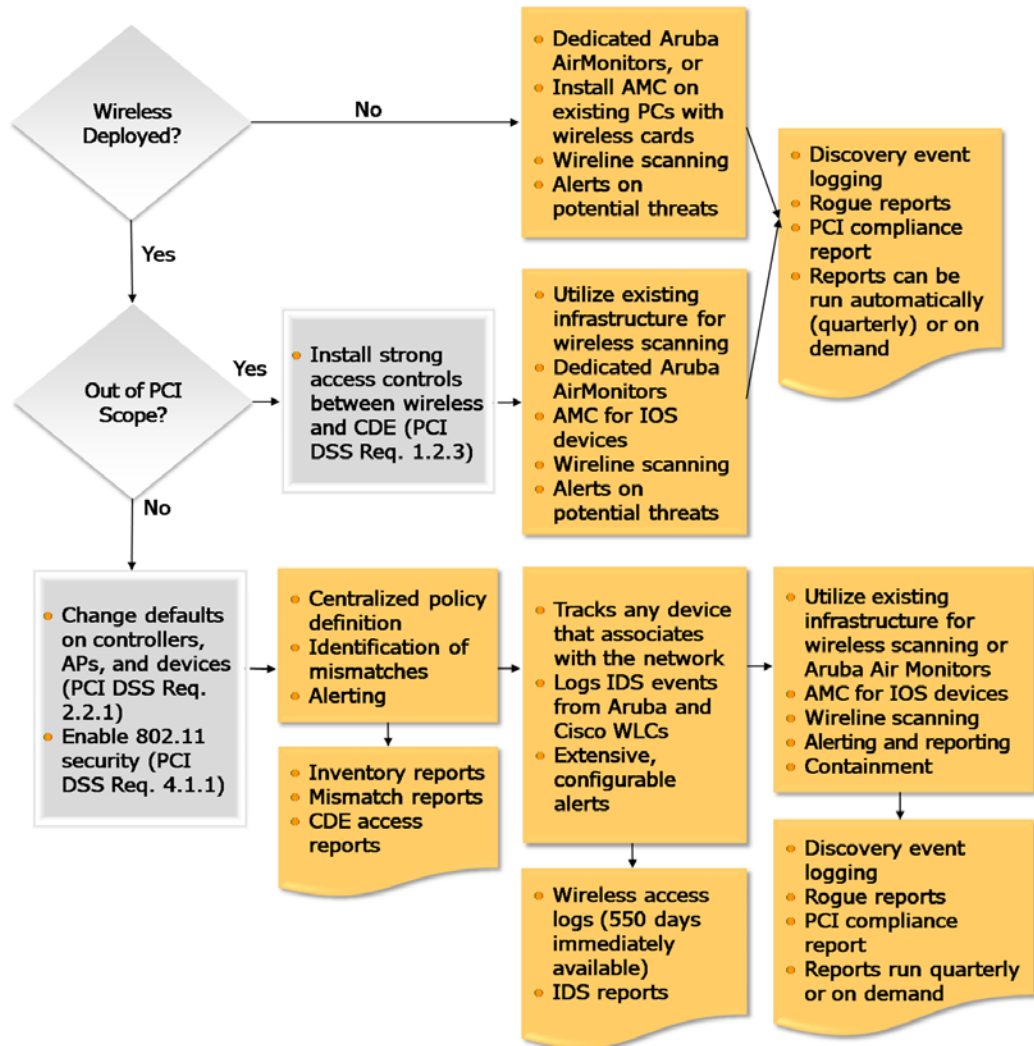 Wireless
Deployed?
No
Yes
Dedicated Aruba
AirMonitors, or
Install AMC on
existing PCs with
wireless cards
Wireline scanning
Alerts on
potential threats
Discovery event
logging
Rogue reports
PCI compliance
report
Reports can be
run automatically
(quarterly) or on
demand
Out of PCI
Scope?
Yes
No
Install strong
access controls
between wireless
and CDE (PCI
DSS Req. 1.2.3)
Utilize existing
infrastructure for
wireless scanning
Dedicated Aruba
AirMonitors
AMC for IOS
devices
Wireline scanning
Alerts on
potential threats
Change defaults
on controllers,
APs, and devices
(PCI DSS Req.
2.2.1)
Enable 802.11
security (PCI
DSS Req. 4.1.1)
Centralized policy
definition
Identification of
mismatches
Alerting
Inventory reports
Mismatch reports
CDE access
reports
Tracks any device
that associates
with the network
Logs IDS events
from Aruba and
Cisco WLCs
Extensive,
configurable
alerts
Wireless access
logs (550 days
immediately
available)
IDS reports
Utilize existing
infrastructure for
wireless scanning or
Aruba Air Monitors
AMC for IOS devices
Wireline scanning
Alerting and reporting
Containment
Discovery event
logging
Rogue reports
PCI compliance
report
Reports run quarterly
or on demand